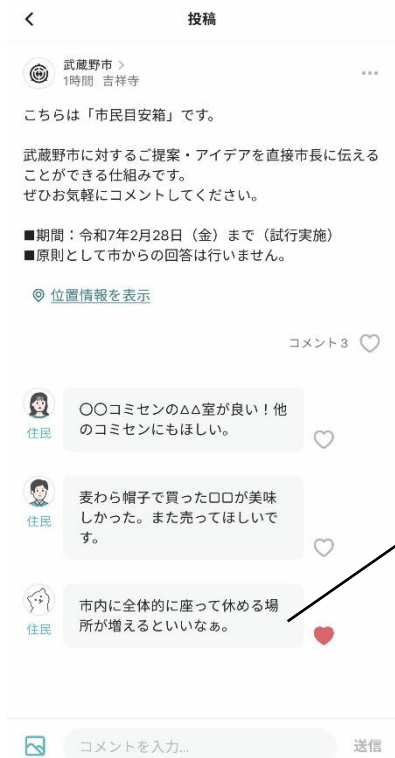 投稿
武蔵野市
1時間 吉祥寺
こちらは「市民目安箱」です。
武蔵野市に対するご提案・アイデアを直接市長に伝える
ことができる仕組みです。
ぜひお気軽にコメントしてください。
■期間：令和7年2月28日（金）まで（試行実施）
■原則として市からの回答は行いません。
位置情報を表示
コメント 3
〇〇コミセンの△△室が良い！他
のコミセンにもほしい。
住民
麦わら帽子で買った口口が美味
しかった。また売ってほしいで
す。
住民
市内に全体的に座って休める場
所が増えるといいなぁ。
住民
コメントを入力...
送信